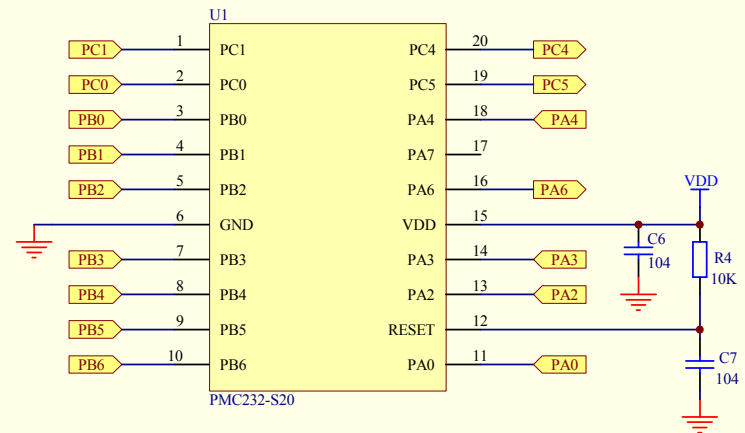 U1
PC1 1 PC1 PC4 20 PC4
PC0 2 PC0 PC5 19 PC5
PB0 3 PB0 PA4 18 PA4
PB1 4 PB1 PA7 17
PB2 5 PB2 PA6 16 PA6
VDD
6 GND VDD 15
C6
104
PB3 7 PB3 PA3 14 PA3
R4
10K
PB4 8 PB4 PA2 13 PA2
PB5 9 PB5 RESET 12
PB6 10 PB6 PA0 11 PA0
C7
104
PMC232-S20